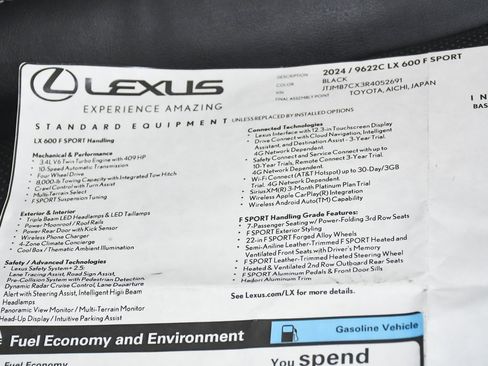 LEXUS
EXPERIENCE AMAZING
DESCRIPTION 2024 / 9622C LX 600 F SPORT
COLOR BLACK
VIN JTJMB7CX3R4052691
FINAL ASSEMBLY POINT TOYOTA, AICHI, JAPAN
STANDARD EQUIPMENT UNLESS REPLACED BY INSTALLED OPTIONS
LX 600 F SPORT Handling
Mechanical & Performance
* 3.4L V6 Twin Turbo Engine with 409 HP
* 10-Speed Automatic Transmission
* Four Wheel Drive
* 8,000-lb Towing Capacity with Integrated Tow Hitch
* Crawl Control with Turn Assist
* Multi-Terrain Select
* F SPORT Suspension Tuning
Exterior & Interior
* Triple Beam LED Headlamps & LED Taillamps
* Power Moonroof / Roof Rails
* Power Rear Door with Kick Sensor
* Wireless Phone Charger
* 4-Zone Climate Concierge
* Cool Box / Thematic Ambient Illumination
Safety / Advanced Technologies
* Lexus Safety System+ 2.5:
Lane Tracing Assist, Road Sign Assist,
Pre-Collision System with Pedestrian Detection,
Dynamic Radar Cruise Control, Lane Departure
Alert with Steering Assist, Intelligent High Beam
Headlamps
Panoramic View Monitor / Multi-Terrain Monitor
Head-Up Display / Intuitive Parking Assist
Connected Technologies
* Lexus Interface with 12.3-in Touchscreen Display
* Drive Connect with Cloud Navigation, Intelligent
Assistant, and Destination Assist - 3-Year Trial.
4G Network Dependent.
* Safety Connect and Service Connect with up to
10-Year Trials, Remote Connect 3-Year Trial.
4G Network Dependent.
* Wi-Fi Connect (AT&T Hotspot) up to 30-Day/3GB
Trial. 4G Network Dependent.
* SiriusXM(R) 3-Month Platinum Plan Trial
* Wireless Apple CarPlay(R) Integration
* Wireless Android Auto(TM) Capability
F SPORT Handling Grade Features:
* 7-Passenger Seating w/ Power-Folding 3rd Row Seats
* F SPORT Exterior Styling
* 22-in F SPORT Forged Alloy Wheels
* Semi-Aniline Leather-Trimmed F SPORT Heated and
Ventilated Front Seats with Driver's Memory
* F SPORT Leather-Trimmed Heated Steering Wheel
* Heated & Ventilated 2nd Row Outboard Rear Seats
* F SPORT Aluminum Pedals & Front Door Sills
* Hadori Aluminum Trim
See Lexus.com/LX for more details.
IN
BAS
Fuel Economy and Environment
Gasoline Vehicle
Fuel Economy
You spend